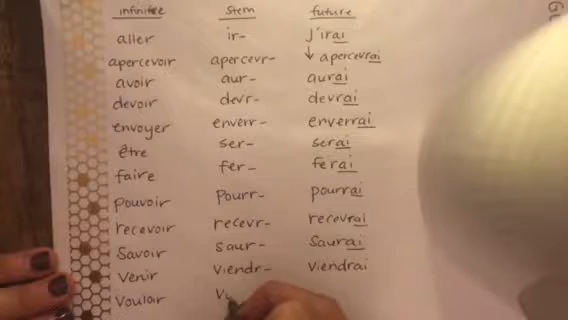 infinitive stem future
aller ir- j'irai
apercevoir apercevr- ↓ apercevrai
avoir aur- aurai
devoir devr- devrai
envoyer enverr- enverrai
être ser- serai
faire fer- ferai
pouvoir pourr- pourrai
recevoir recevr- recevrai
savoir saur- saurai
venir viendr- viendrai
vouloir